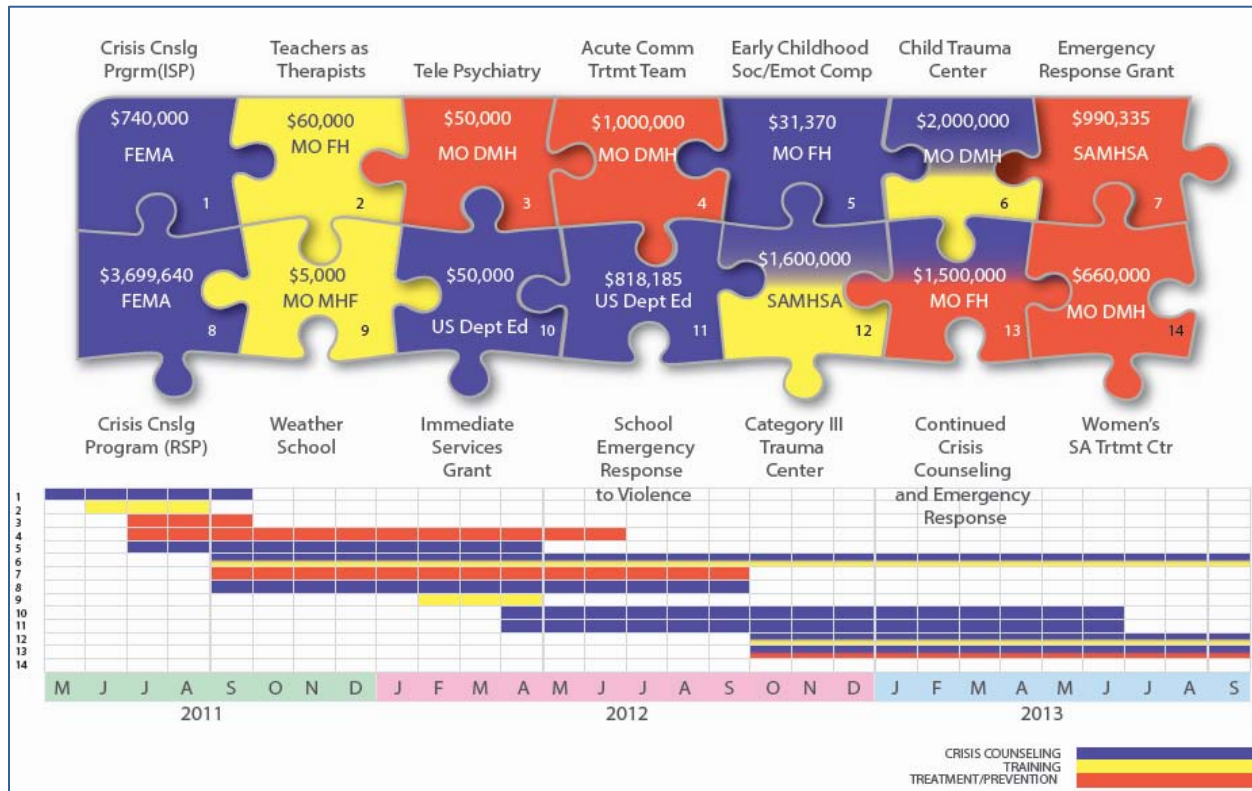 Crisis Cnslg
Prgrm(ISP)
Teachers as
Therapists
Tele Psychiatry
Acute Comm
Trtmt Team
Early Childhood
Soc/Emot Comp
Child Trauma
Center
Emergency
Response Grant
$740,000
FEMA
1
$60,000
MO FH
2
$50,000
MO DMH
3
$1,000,000
MO DMH
4
$31,370
MO FH
5
$2,000,000
MO DMH
6
$990,335
SAMHSA
7
$3,699,640
FEMA
8
$5,000
MO MHF
9
$50,000
US Dept Ed
10
$818,185
US Dept Ed
11
$1,600,000
SAMHSA
12
$1,500,000
MO FH
13
$660,000
MO DMH
14
Crisis Cnslg
Program (RSP)
Weather
School
Immediate
Services
Grant
School
Emergency
Response
to Violence
Category III
Trauma
Center
Continued
Crisis
Counseling
and Emergency
Response
Women's
SA Trtmt Ctr
1
2
3
4
5
6
7
8
9
10
11
12
13
14
M J J A S O N D J F M A M J J A S O N D J F M A M J J A S
2011 2012 2013
CRISIS COUNSELING
TRAINING
TREATMENT/PREVENTION